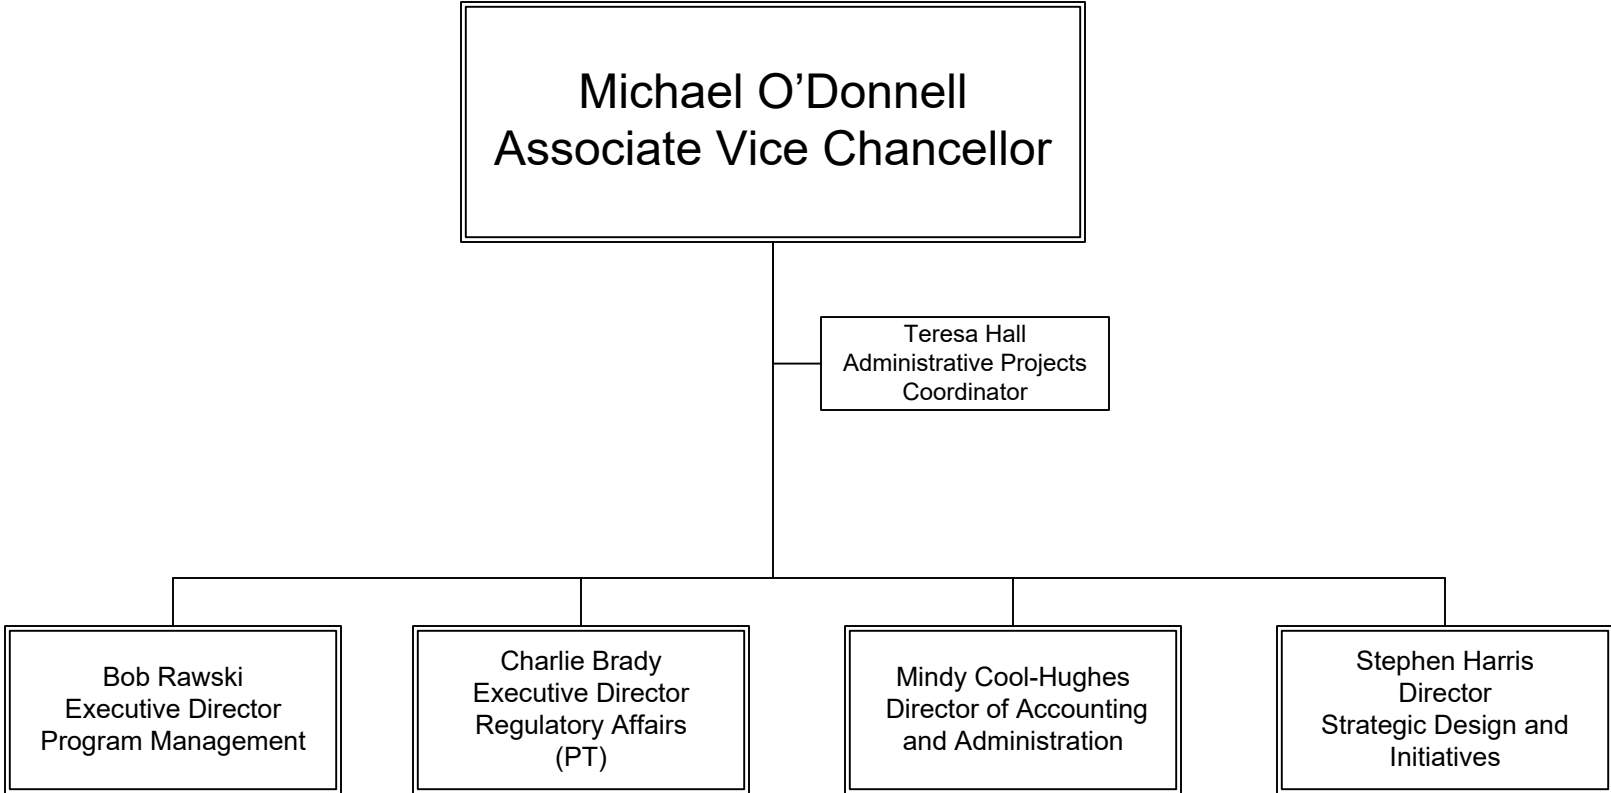 Michael O’Donnell
Associate Vice Chancellor
Teresa Hall
Administrative Projects
Coordinator
Bob Rawski
Executive Director
Program Management
Charlie Brady
Executive Director
Regulatory Affairs
(PT)
Mindy Cool-Hughes
Director of Accounting
and Administration
Stephen Harris
Director
Strategic Design and
Initiatives